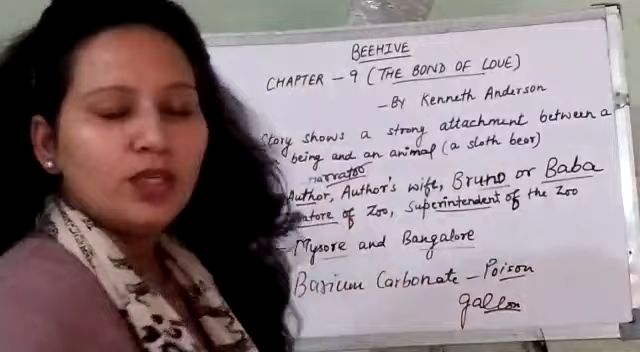 BEEHIVE
CHAPTER - 9 (THE BOND OF LOVE)
- BY Kenneth Anderson
Story shows a strong attachment between a
being and an animal (a sloth bear)
narrator
Author, Author's wife, Bruno or Baba
of Zoo, Superintendent of the Zoo
- Mysore and Bangalore
Barium Carbonate - Poison
gallon